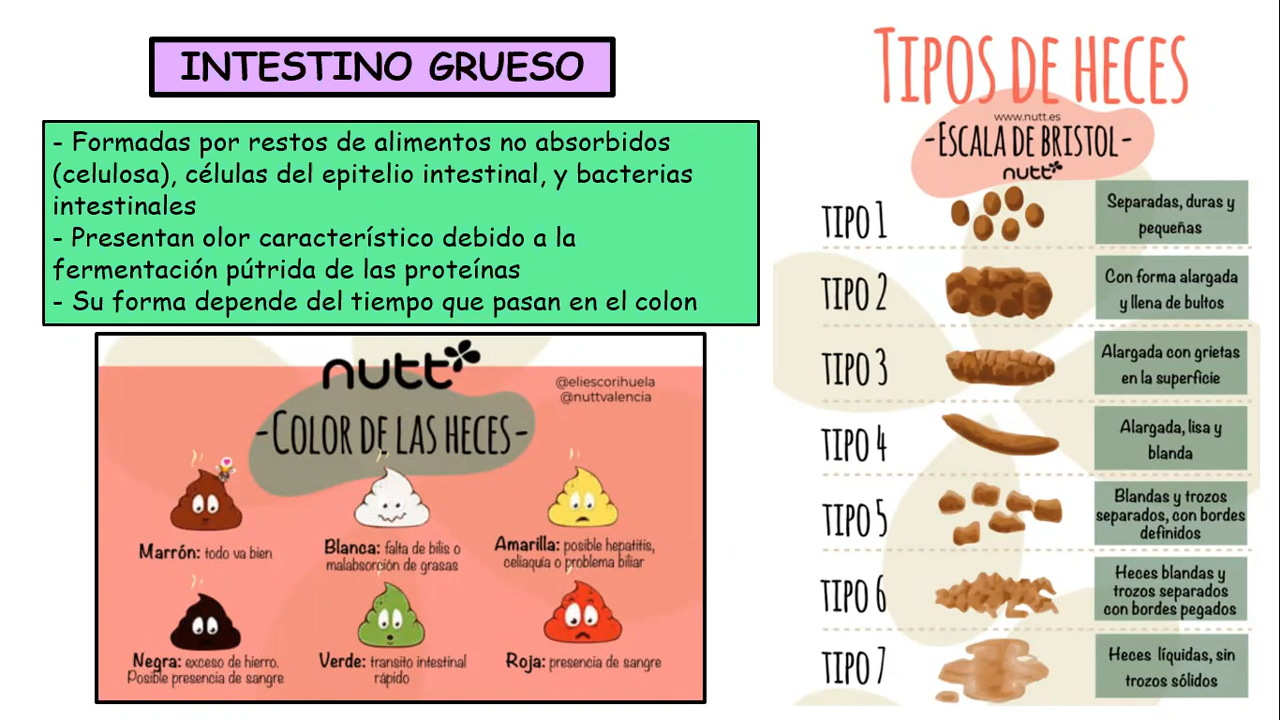 INTESTINO GRUESO
- Formadas por restos de alimentos no absorbidos
(celulosa), células del epitelio intestinal, y bacterias
intestinales
- Presentan olor característico debido a la
fermentación pútrida de las proteínas
- Su forma depende del tiempo que pasan en el colon
nutt
@eliescorihuela
@nuttvalencia
-COLOR DE LAS HECES-
Marrón: todo va bien
Blanca: falta de bilis o
malabsorción de grasas
Amarilla: posible hepatitis,
celiaquía o problema biliar
Negra: exceso de hierro.
Posible presencia de sangre
Verde: transito intestinal
rápido
Roja: presencia de sangre
TIPOS DE HECES
www.nutt.es
-ESCALA DE BRISTOL-
nutt
TIPO 1
Separadas, duras y
pequeñas
TIPO 2
Con forma alargada
y llena de bultos
TIPO 3
Alargada con grietas
en la superficie
TIPO 4
Alargada, lisa y
blanda
TIPO 5
Blandas y trozos
separados, con bordes
definidos
TIPO 6
Heces blandas y
trozos separados
con bordes pegados
TIPO 7
Heces líquidas, sin
trozos sólidos